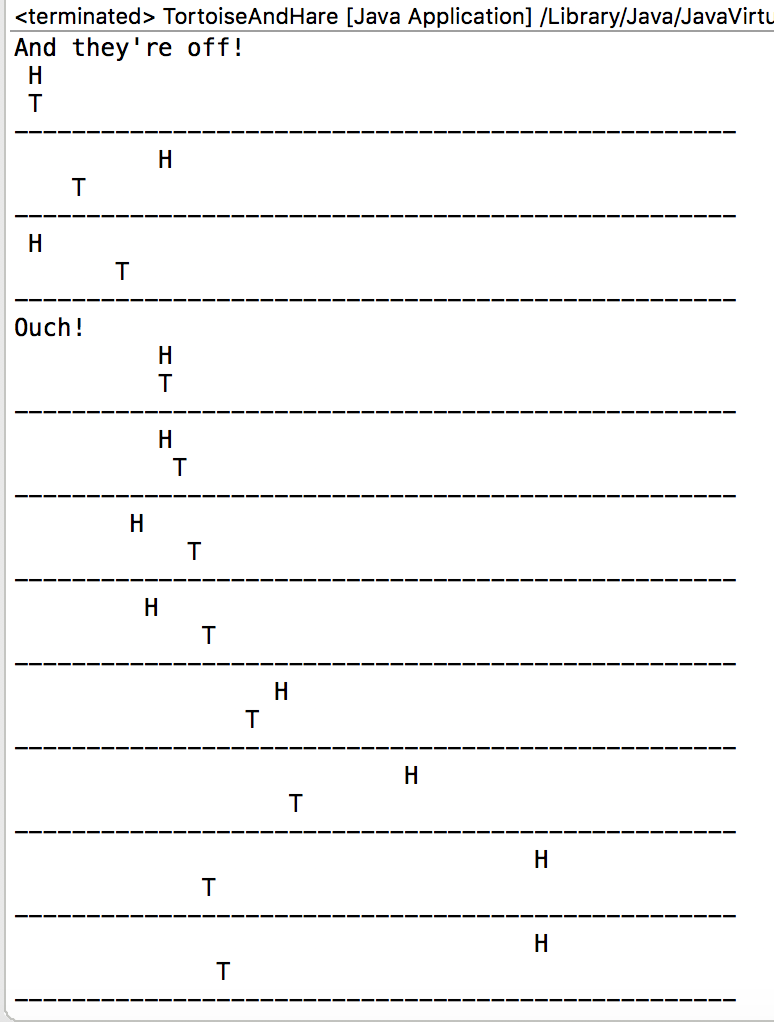 <terminated> TortoiseAndHare [Java Application] /Library/Java/JavaVirtu
And they're off!
 H
 T
--------------------------------------------------
          H
    T
--------------------------------------------------
 H
       T
--------------------------------------------------
Ouch!
          H
          T
--------------------------------------------------
          H
           T
--------------------------------------------------
        H
            T
--------------------------------------------------
         H
             T
--------------------------------------------------
                  H
                T
--------------------------------------------------
                           H
                   T
--------------------------------------------------
                                    H
             T
--------------------------------------------------
                                    H
              T
--------------------------------------------------